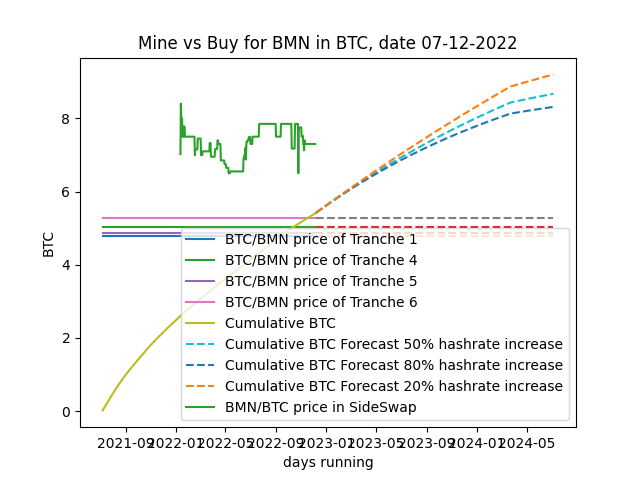 Mine vs Buy for BMN in BTC, date 07-12-2022
BTC
8
6
4
2
0
BTC/BMN price of Tranche 1
BTC/BMN price of Tranche 4
BTC/BMN price of Tranche 5
BTC/BMN price of Tranche 6
Cumulative BTC
Cumulative BTC Forecast 50% hashrate increase
Cumulative BTC Forecast 80% hashrate increase
Cumulative BTC Forecast 20% hashrate increase
BMN/BTC price in SideSwap
2021-09 2022-01 2022-05 2022-09 2023-01 2023-05 2023-09 2024-01 2024-05
days running